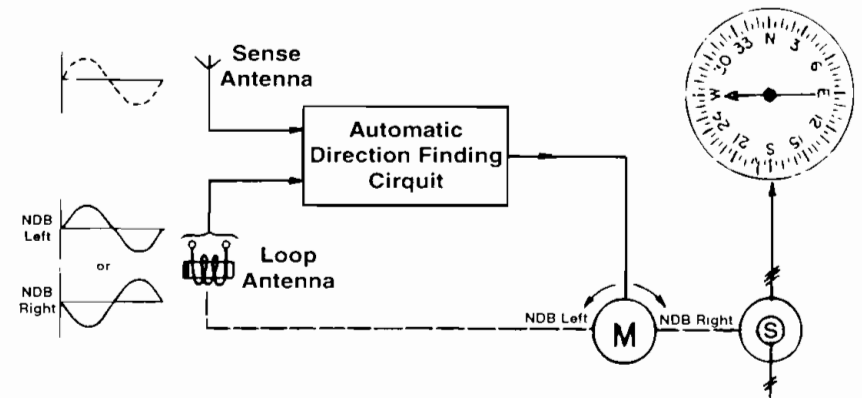 Sense
Antenna
Automatic
Direction Finding
Cirquit
NDB
Left
or
NDB
Right
Loop
Antenna
NDB Left
M
NDB Right
S
N
3
6
E
12
15
S
21
24
W
30
33